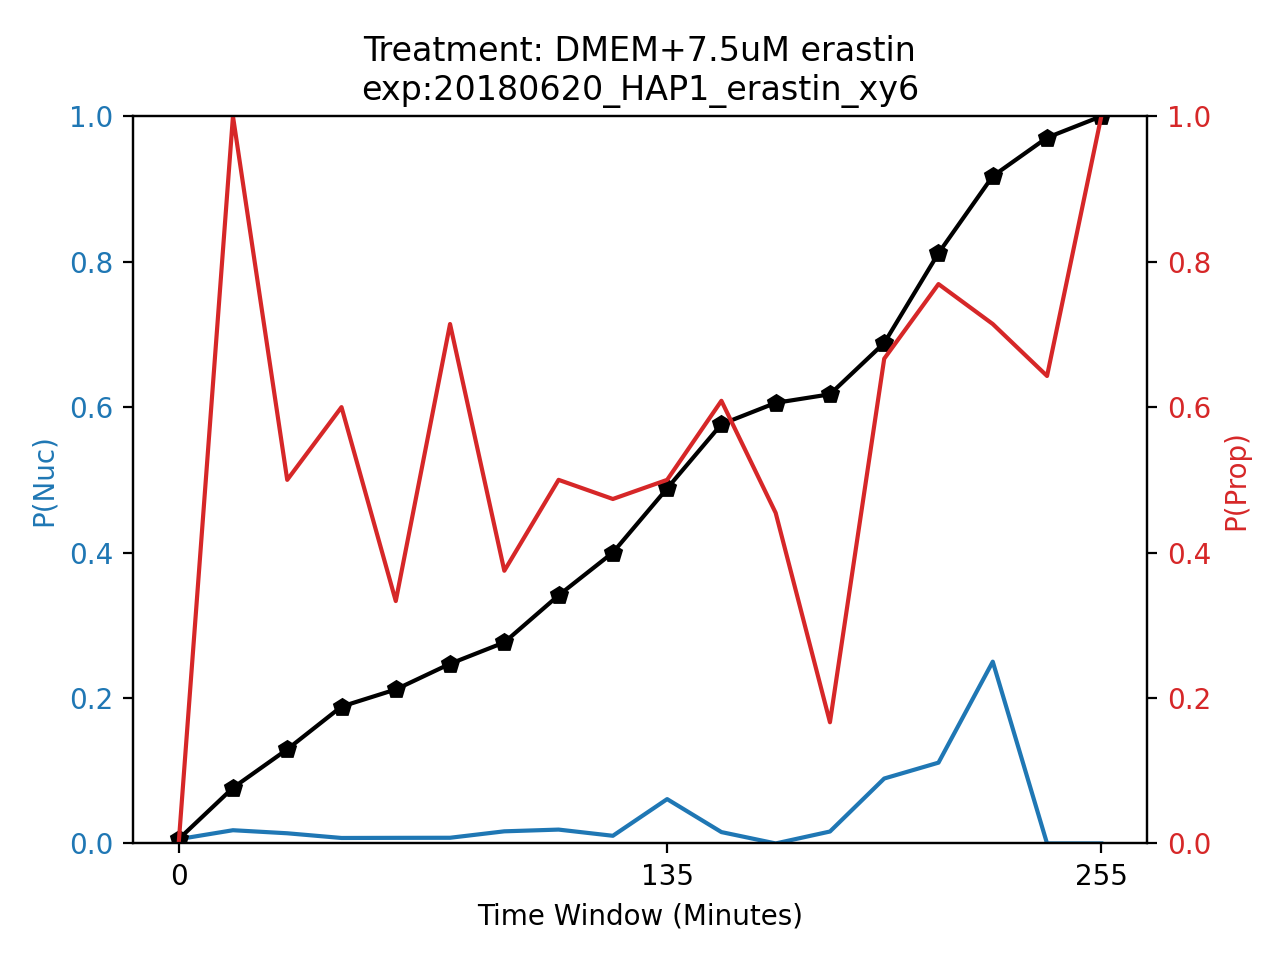 Treatment: DMEM+7.5uM erastin
exp:20180620_HAP1_erastin_xy6
1.0
0.8
0.6
0.4
0.2
0.0
P(Nuc)
1.0
0.8
0.6
0.4
0.2
0.0
P(Prop)
0 135 255
Time Window (Minutes)